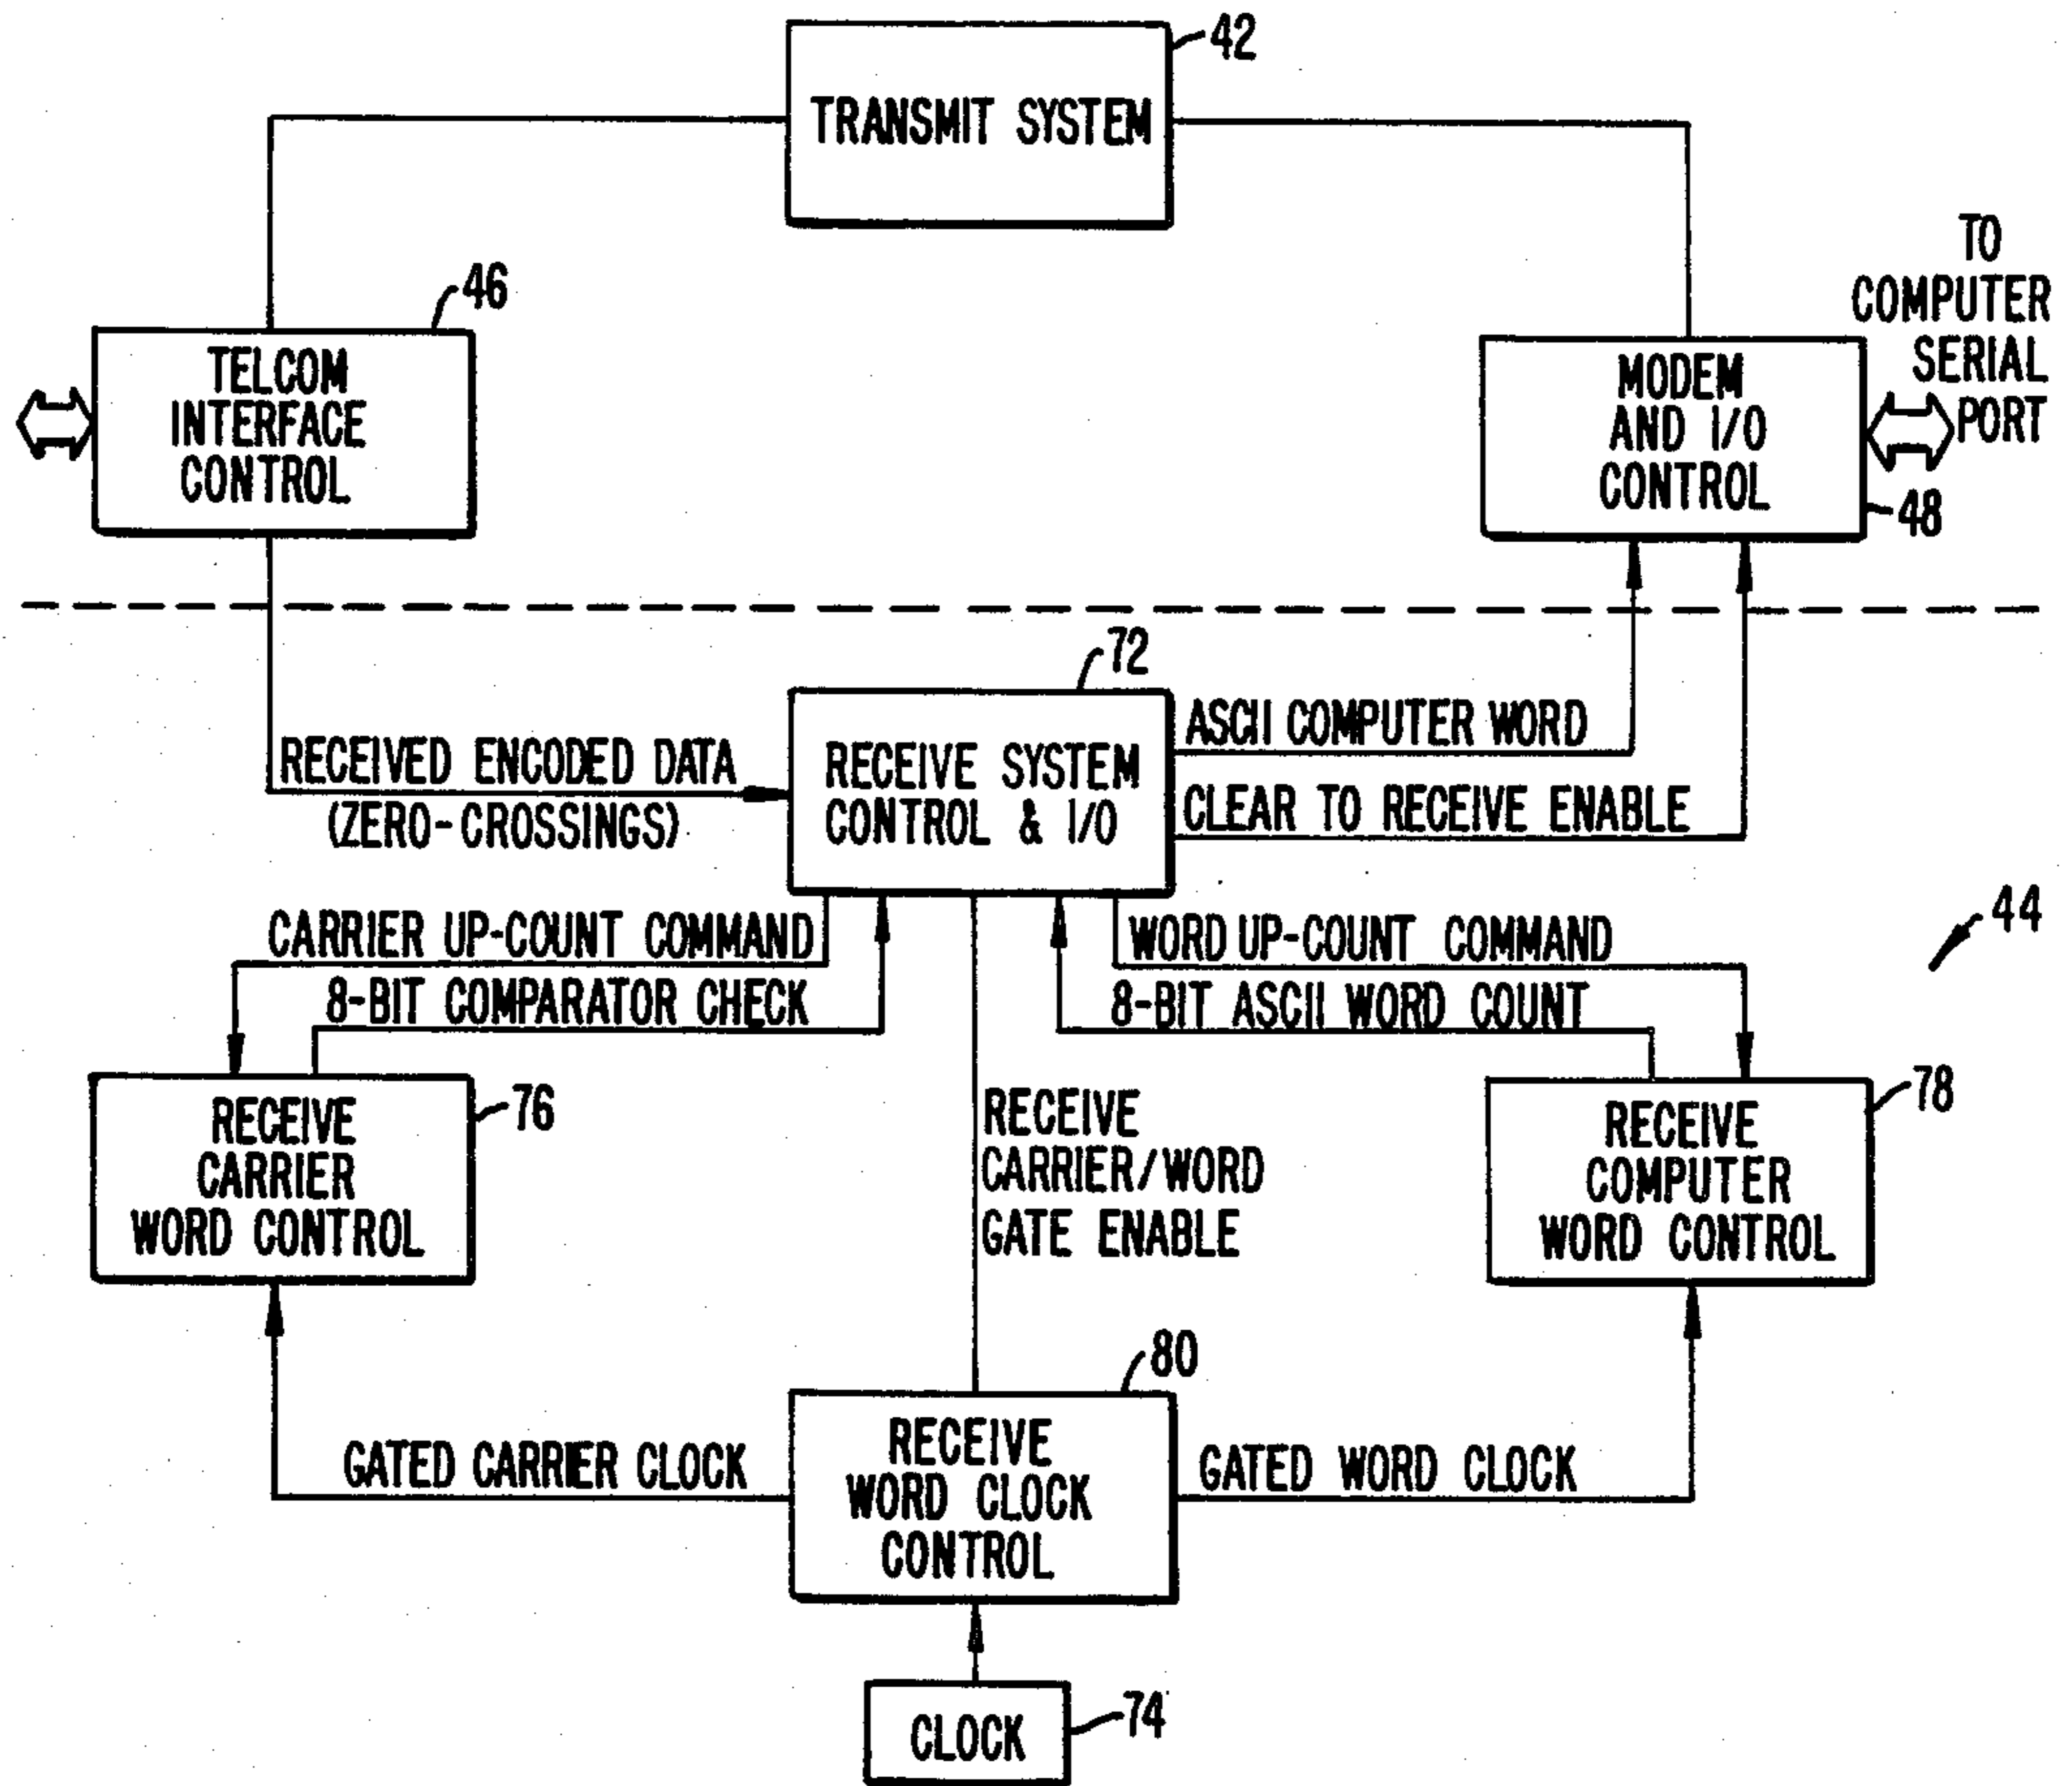 42
TRANSMIT SYSTEM
46
TELCOM
INTERFACE
CONTROL
MODEM
AND I/O
CONTROL
48
TO
COMPUTER
SERIAL
PORT
72
RECEIVED ENCODED DATA
(ZERO-CROSSINGS)
RECEIVE SYSTEM
CONTROL & I/O
ASCII COMPUTER WORD
CLEAR TO RECEIVE ENABLE
44
CARRIER UP-COUNT COMMAND
8-BIT COMPARATOR CHECK
WORD UP-COUNT COMMAND
8-BIT ASCII WORD COUNT
76
RECEIVE
CARRIER
WORD CONTROL
RECEIVE
CARRIER/WORD
GATE ENABLE
78
RECEIVE
COMPUTER
WORD CONTROL
80
GATED CARRIER CLOCK
RECEIVE
WORD CLOCK
CONTROL
GATED WORD CLOCK
CLOCK
74